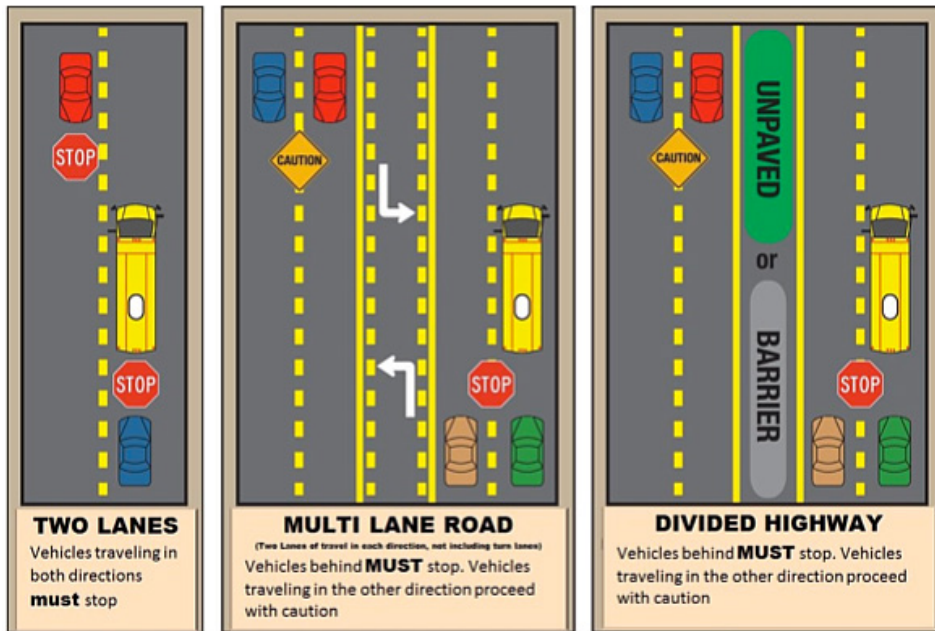 STOP
STOP
TWO LANES
Vehicles traveling in
both directions
must stop
CAUTION
STOP
MULTI LANE ROAD
(Two Lanes of travel in each direction, not including turn lanes)
Vehicles behind MUST stop. Vehicles
traveling in the other direction proceed
with caution
CAUTION
UNPAVED
or
BARRIER
STOP
DIVIDED HIGHWAY
Vehicles behind MUST stop. Vehicles
traveling in the other direction proceed
with caution